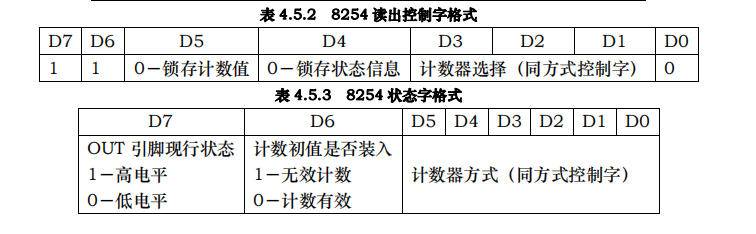 表 4.5.2 8254 读出控制字格式
D7 D6 D5 D4 D3 D2 D1 D0
1 1 0－锁存计数值 0－锁存状态信息 计数器选择（同方式控制字） 0
表 4.5.3 8254 状态字格式
D7 D6 D5 D4 D3 D2 D1 D0
OUT 引脚现行状态 计数初值是否装入
1－高电平 1－无效计数 计数器方式（同方式控制字）
0－低电平 0－计数有效